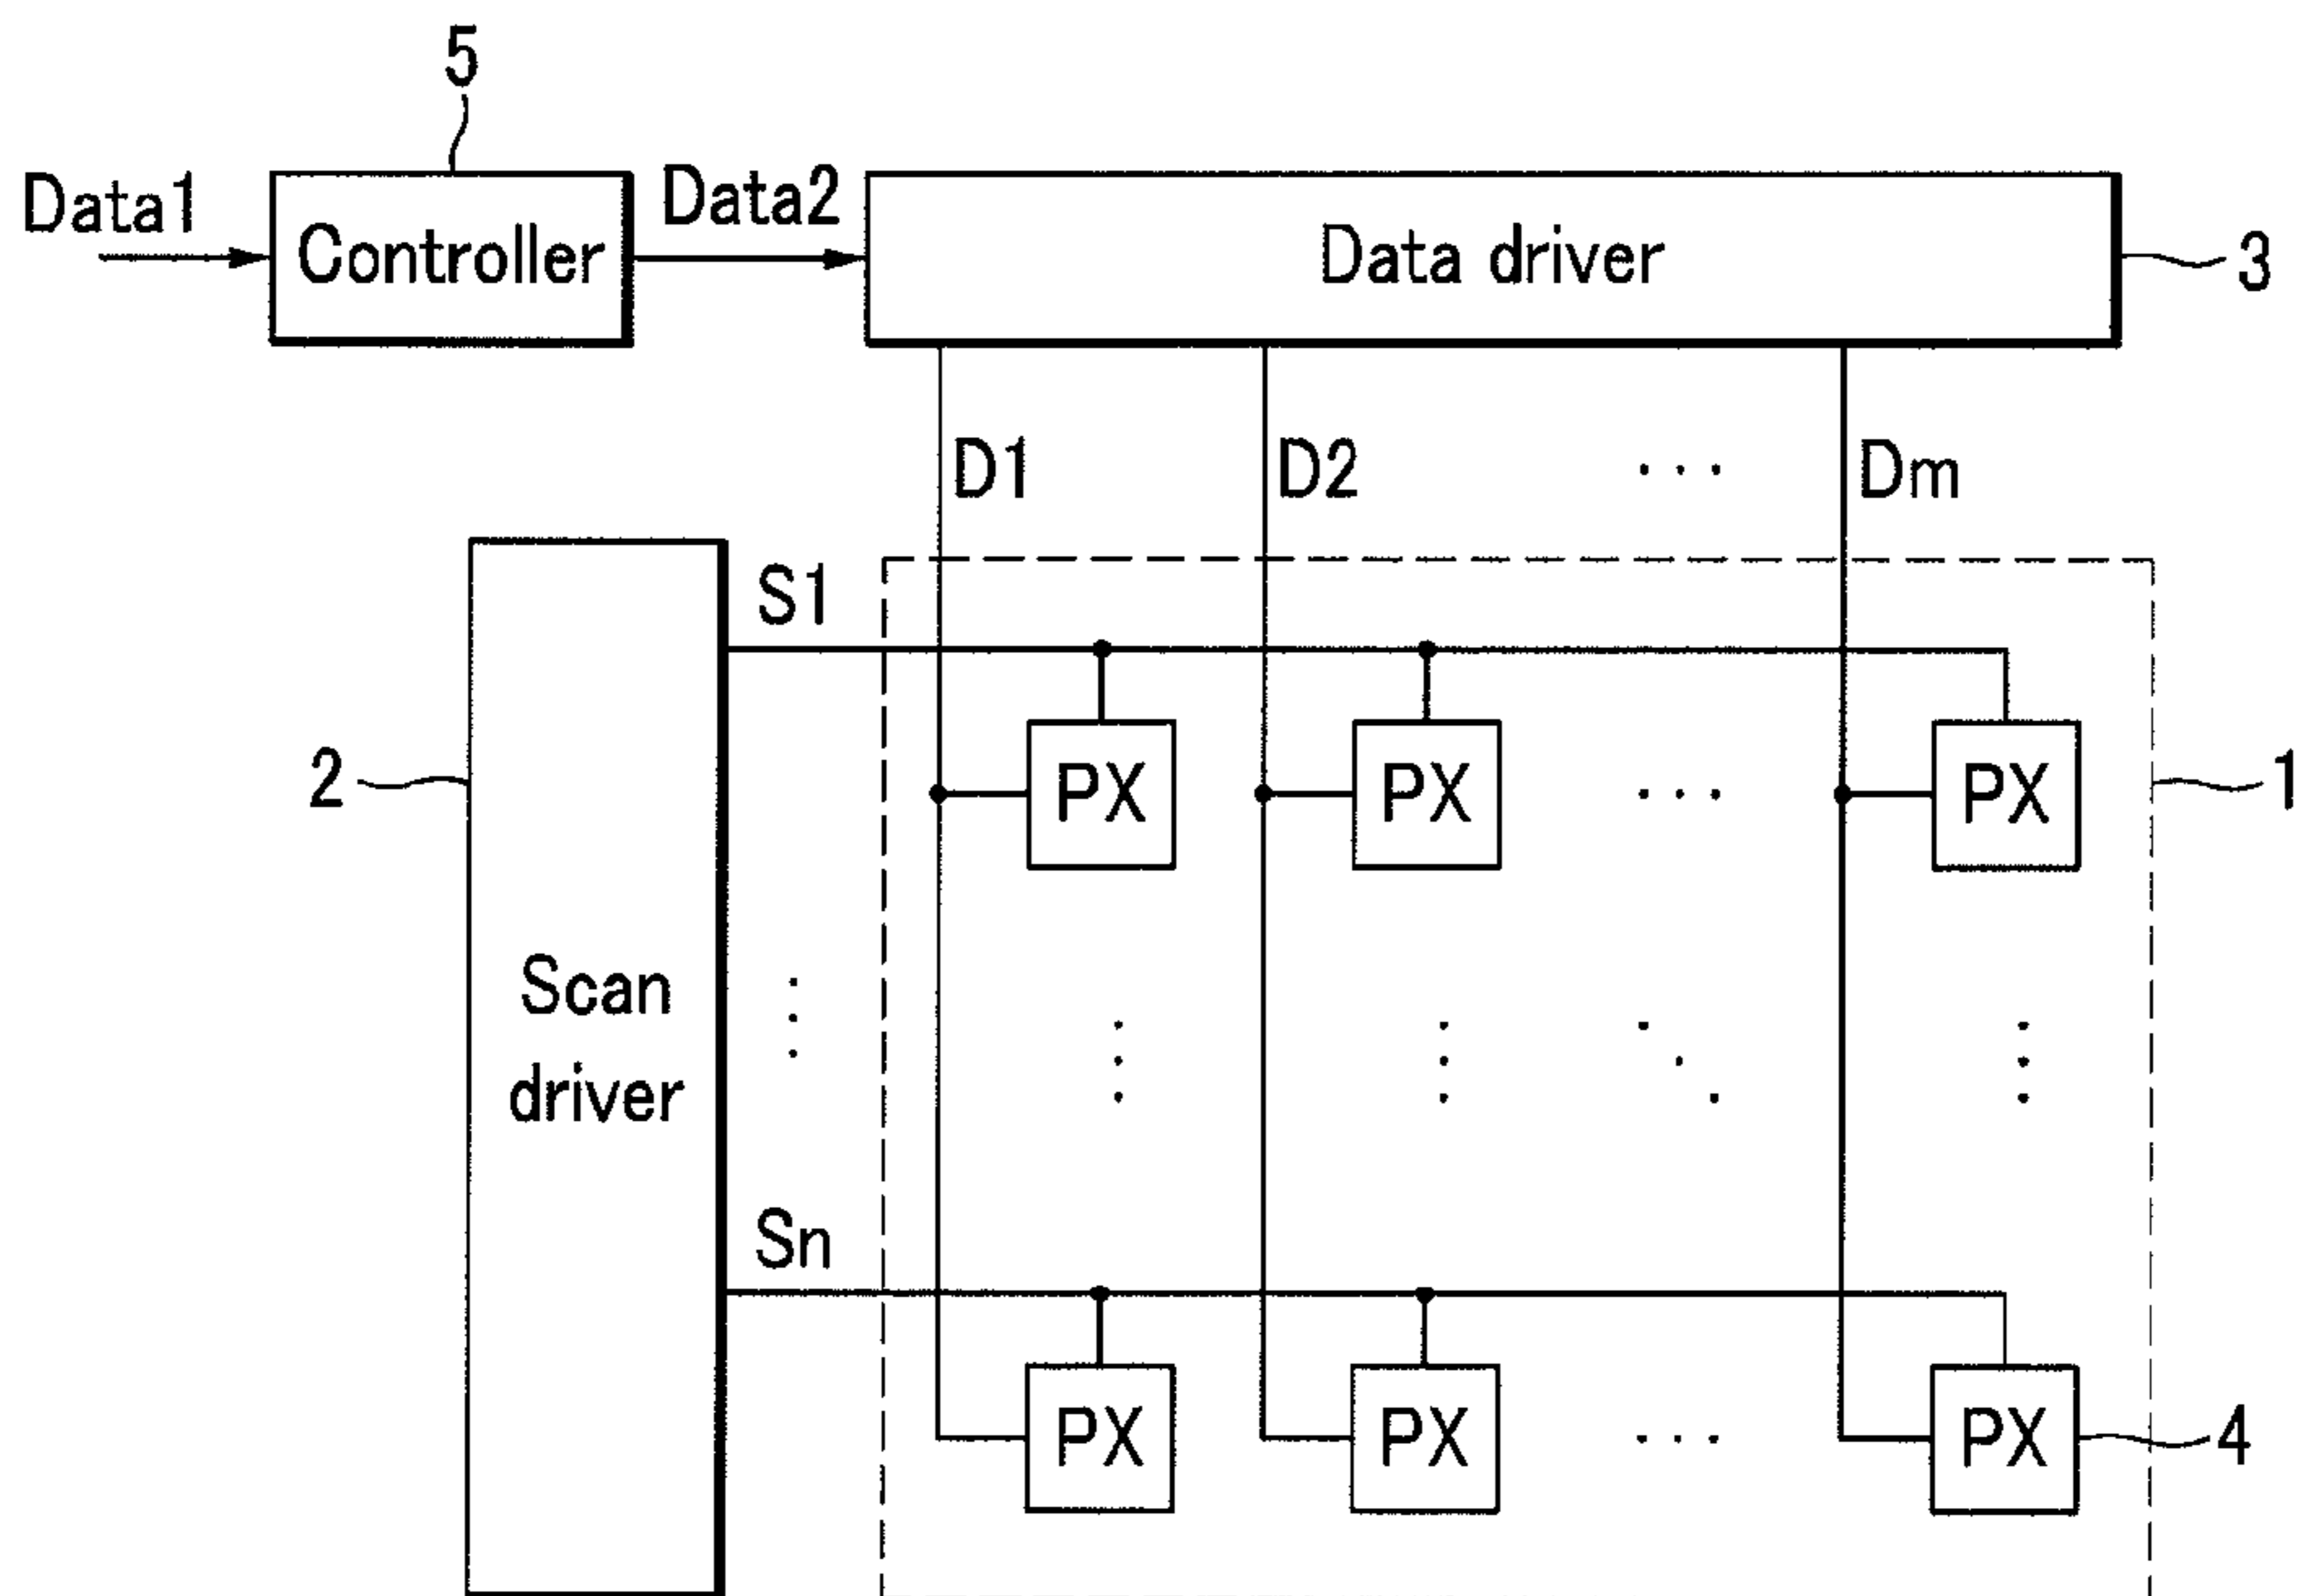 5
Data1
Controller
Data2
Data driver
3
D1 D2 ... Dm
S1
2
PX PX ... PX
1
Scan
driver
Sn
PX PX ... PX
4